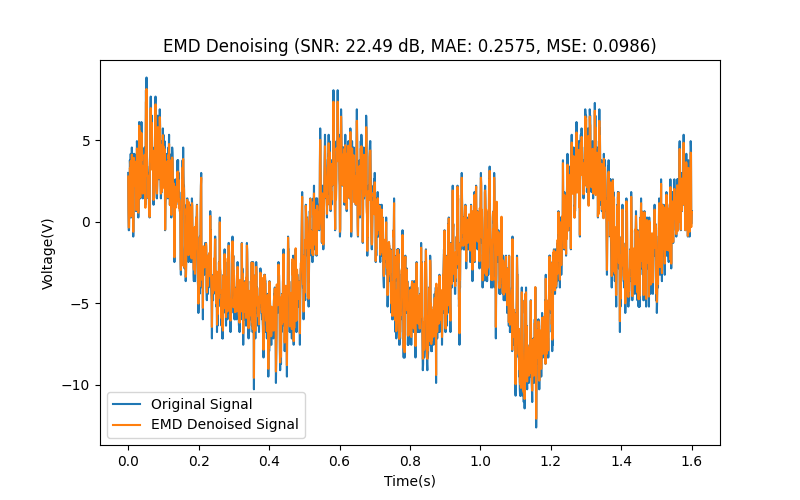 EMD Denoising (SNR: 22.49 dB, MAE: 0.2575, MSE: 0.0986)
5
0
−5
−10
Voltage(V)
Original Signal
EMD Denoised Signal
0.0 0.2 0.4 0.6 0.8 1.0 1.2 1.4 1.6
Time(s)